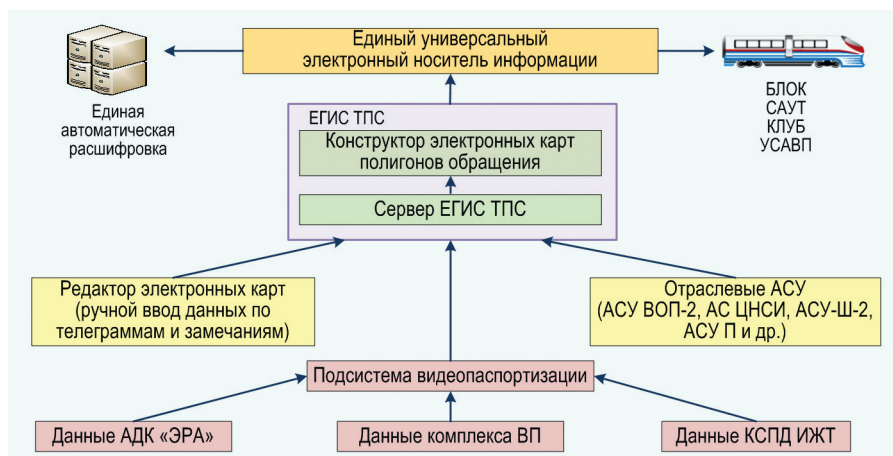 Единый универсальный
электронный носитель информации
Единая
автоматическая
расшифровка
БЛОК
САУТ
КЛУБ
УСАВП
ЕГИС ТПС
Конструктор электронных карт
полигонов обращения
Сервер ЕГИС ТПС
Редактор электронных карт
(ручной ввод данных по
телеграммам и замечаниям)
Отраслевые АСУ
(АСУ ВОП-2, АС ЦНСИ, АСУ-Ш-2,
АСУ П и др.)
Подсистема видеопаспортизации
Данные АДК «ЭРА»
Данные комплекса ВП
Данные КСПД ИЖТ